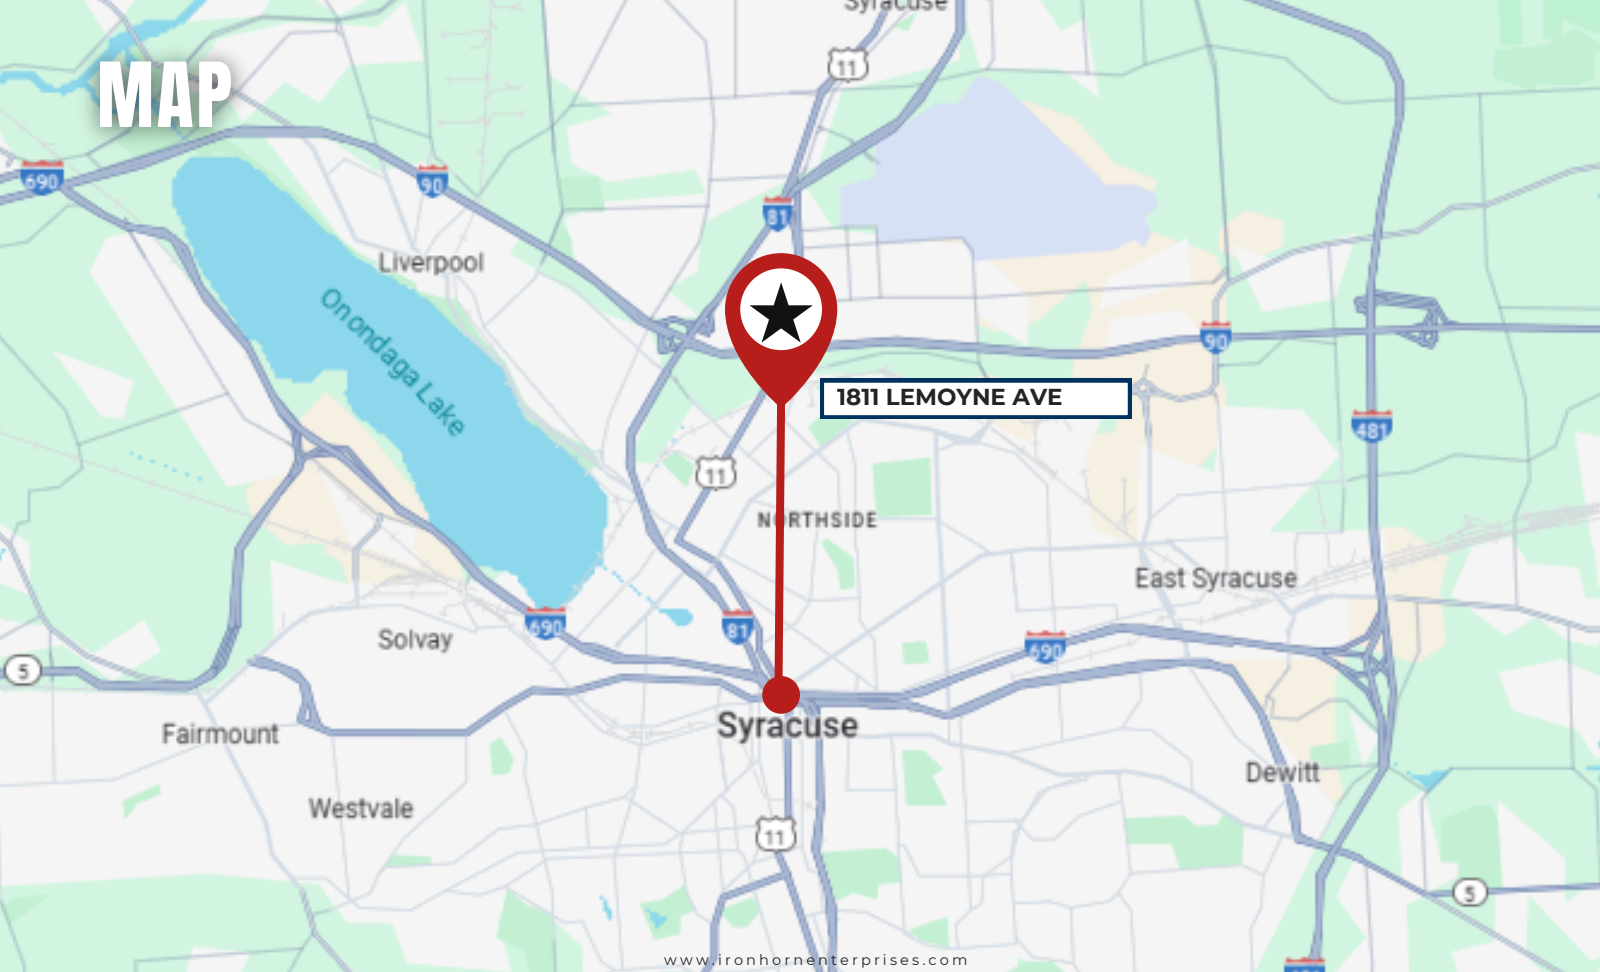 Syracuse
11
MAP
690
90
81
Liverpool
Onondaga Lake
90
1811 LEMOYNE AVE
481
11
NORTHSIDE
East Syracuse
690
81
Solvay
690
5
Syracuse
Fairmount
Dewitt
Westvale
11
5
www.ironhornenterprises.com